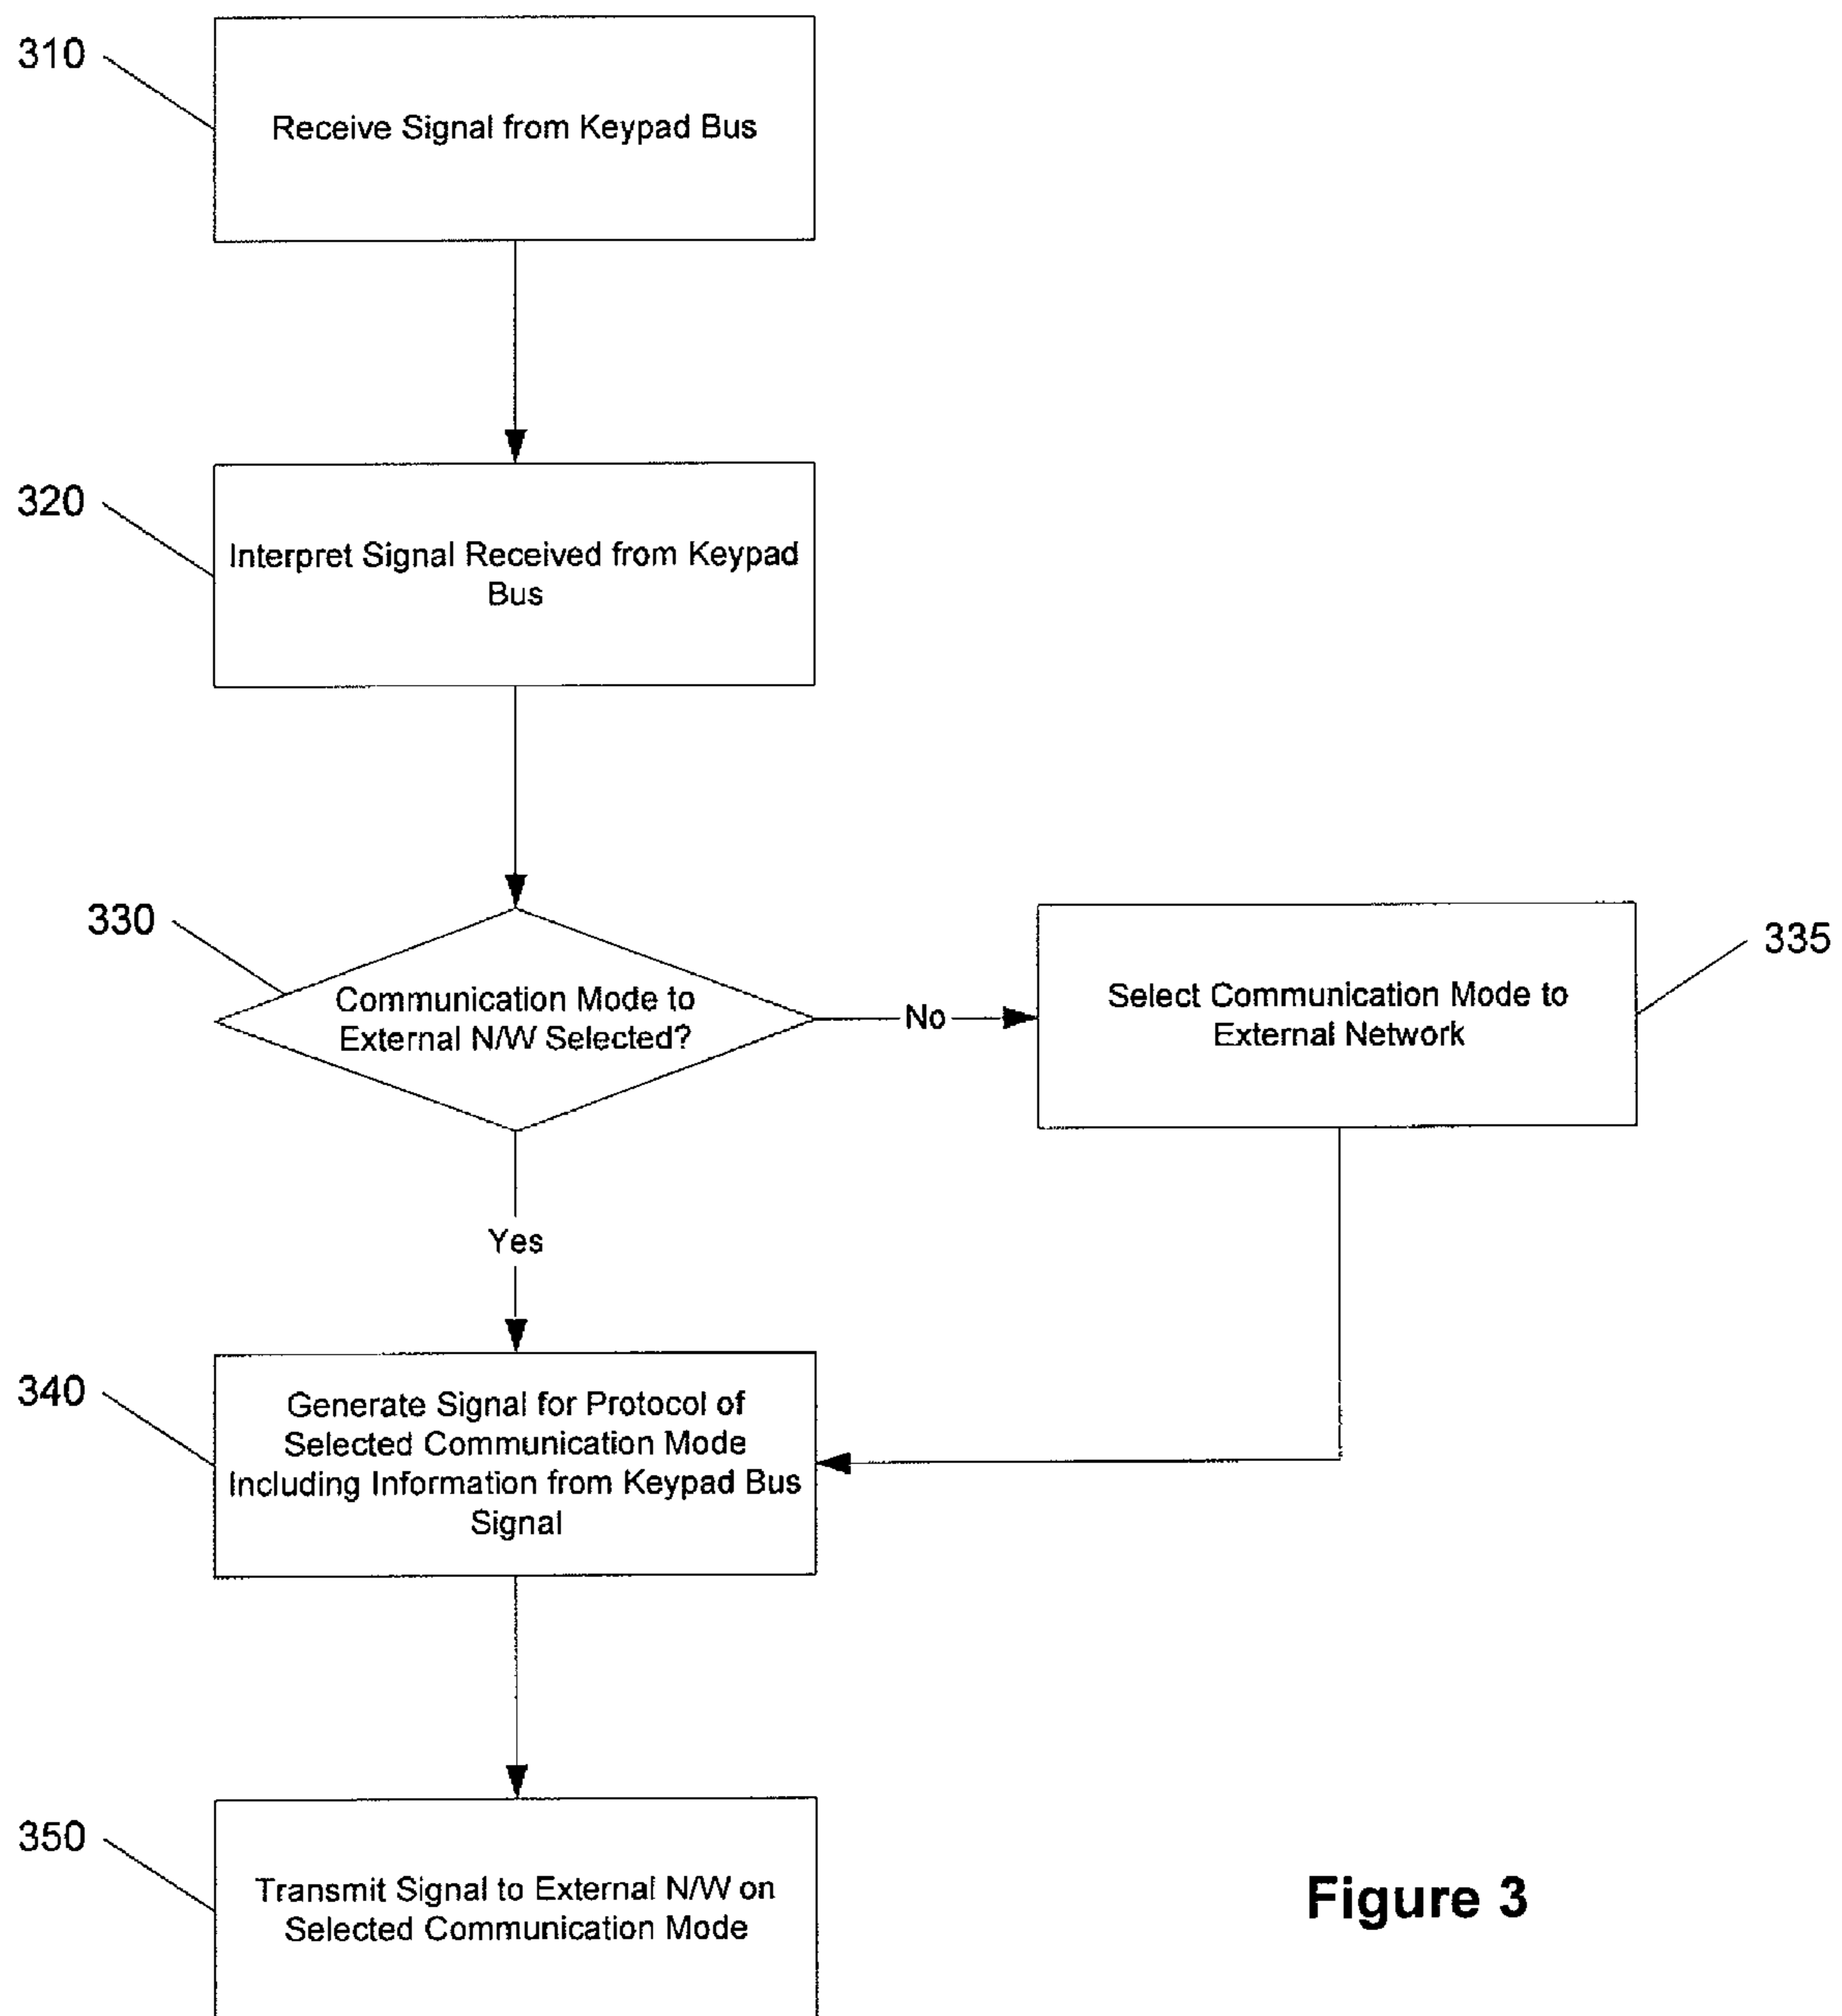 310
Receive Signal from Keypad Bus
320
Interpret Signal Received from Keypad
Bus
330
Communication Mode to
External N/W Selected?
No
Select Communication Mode to
External Network
335
Yes
340
Generate Signal for Protocol of
Selected Communication Mode
Including Information from Keypad Bus
Signal
350
Transmit Signal to External N/W on
Selected Communication Mode
Figure 3